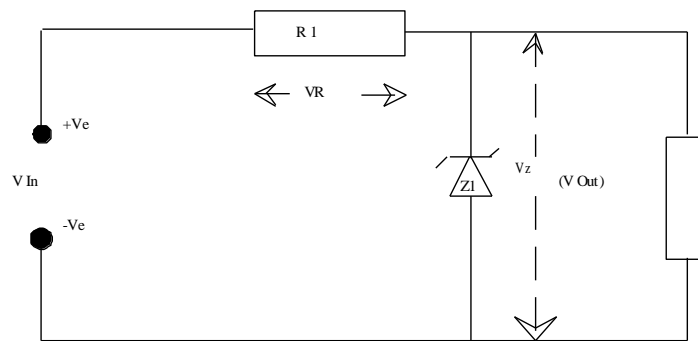 R 1
VR
+Ve
V In
-Ve
Z1
Vz
(V Out)